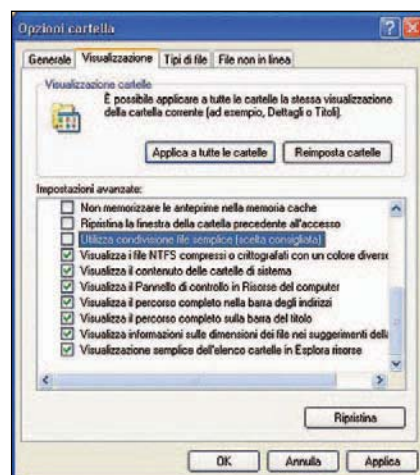 Opzioni cartella
Generale Visualizzazione Tipi di file File non in linea
Visualizzazione cartelle
È possibile applicare a tutte le cartelle la stessa visualizzazione
della cartella corrente (ad esempio, Dettagli o Titoli).
Applica a tutte le cartelle Reimposta cartelle
Impostazioni avanzate:
Non memorizzare le anteprime nella memoria cache
Ripristina la finestra della cartella precedente all'accesso
Utilizza condivisione file semplice (scelta consigliata)
Visualizza i file NTFS compressi o crittografati con un colore diverso
Visualizza il contenuto delle cartelle di sistema
Visualizza il Pannello di controllo in Risorse del computer
Visualizza il percorso completo nella barra degli indirizzi
Visualizza il percorso completo sulla barra del titolo
Visualizza informazioni sulle dimensioni dei file nei suggerimenti della
Visualizzazione semplice dell'elenco cartelle in Esplora risorse
Ripristina
OK Annulla Applica